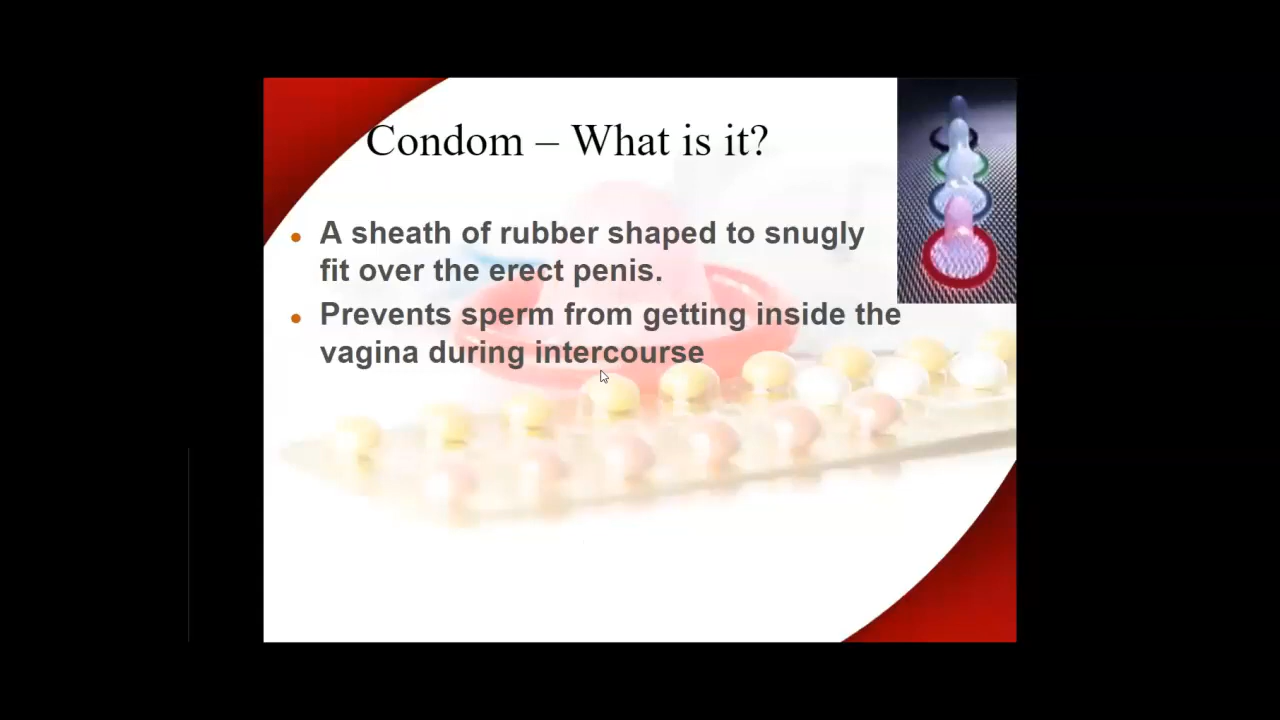 Condom – What is it?
A sheath of rubber shaped to snugly
fit over the erect penis.
Prevents sperm from getting inside the
vagina during intercourse